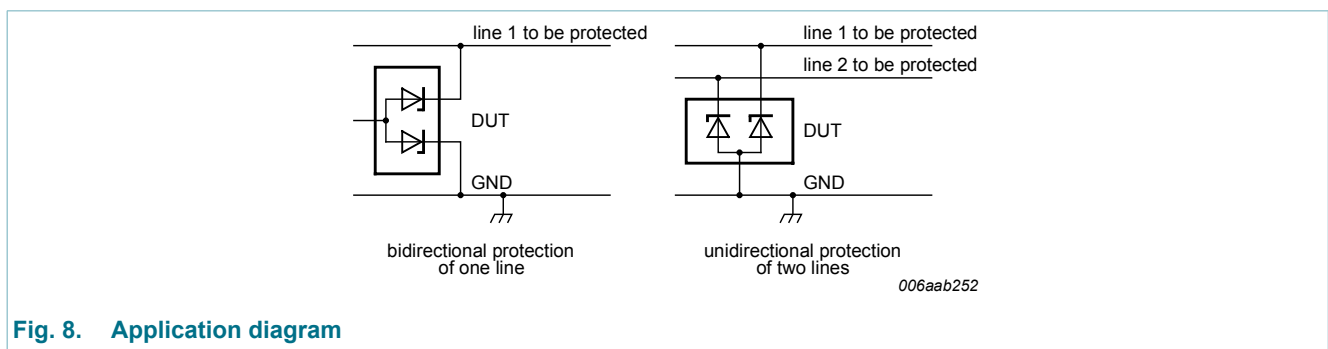 line 1 to be protected
DUT
GND
bidirectional protection
of one line
line 1 to be protected
line 2 to be protected
DUT
GND
unidirectional protection
of two lines
006aab252
Fig. 8. Application diagram